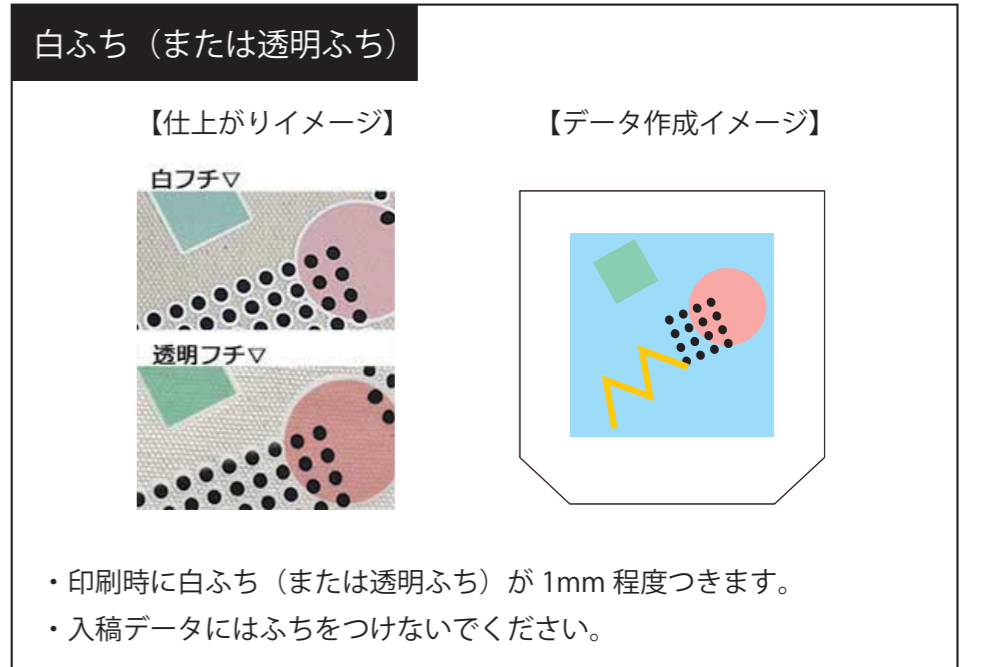 白ふち（または透明ふち）
【仕上がりイメージ】
【データ作成イメージ】
白フチ▽
透明フチ▽
・印刷時に白ふち（または透明ふち）が 1mm 程度つきます。
・入稿データにはふちをつけないでください。